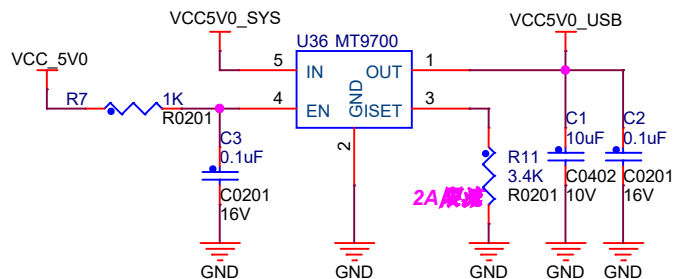 VCC5V0_SYS
VCC5V0_USB
U36 MT9700
VCC_5V0
5
IN
OUT
1
R7
1K
R0201
4
EN
GND
GISET
3
2
C3
0.1uF
C0201
16V
R11
3.4K
R0201
2A限流
C1
10uF
C0402
10V
C2
0.1uF
C0201
16V
GND
GND
GND
GND
GND